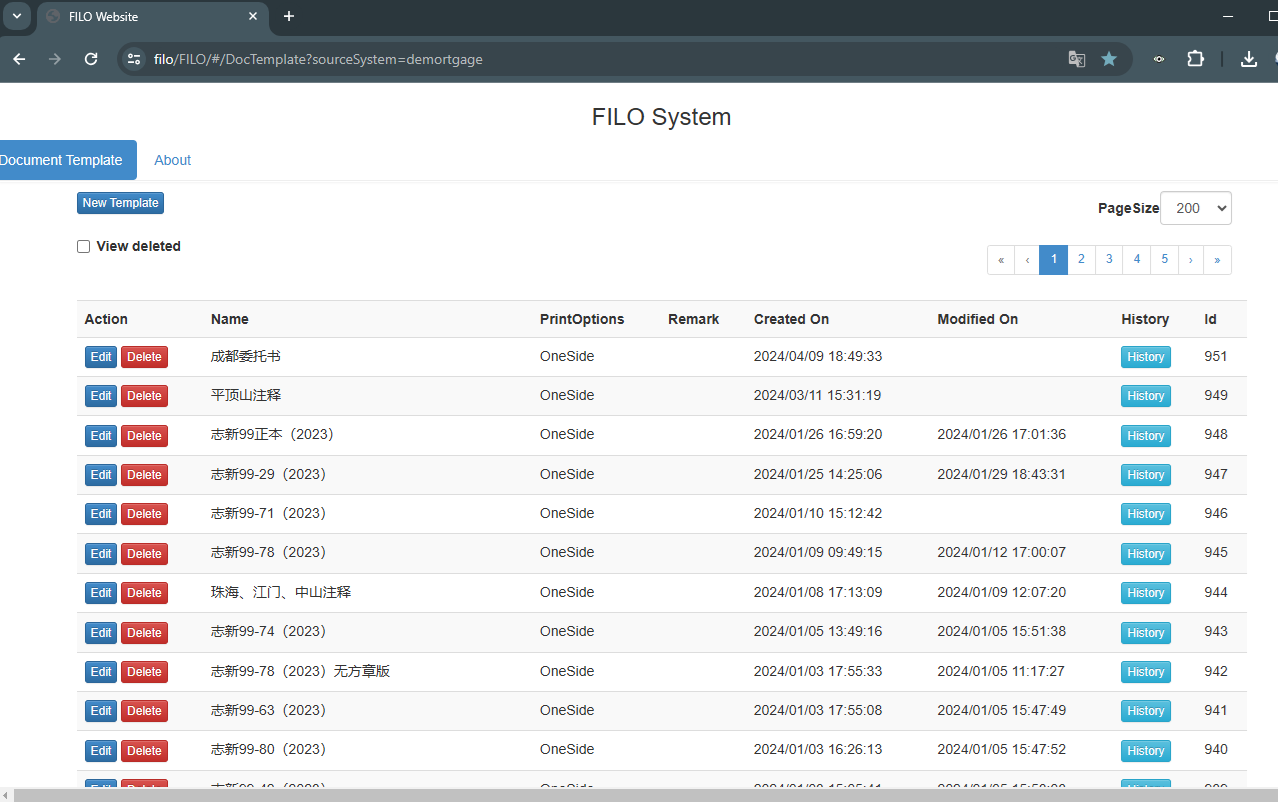 FILO Website
filo/FILO/#/DocTemplate?sourceSystem=demortgage
FILO System
Document Template About
New Template PageSize 200
View deleted
« ‹ 1 2 3 4 5 › »
Action Name PrintOptions Remark Created On Modified On History Id
Edit Delete 成都委托书 OneSide 2024/04/09 18:49:33 History 951
Edit Delete 平顶山注释 OneSide 2024/03/11 15:31:19 History 949
Edit Delete 志新99正本（2023） OneSide 2024/01/26 16:59:20 2024/01/26 17:01:36 History 948
Edit Delete 志新99-29（2023） OneSide 2024/01/25 14:25:06 2024/01/29 18:43:31 History 947
Edit Delete 志新99-71（2023） OneSide 2024/01/10 15:12:42 History 946
Edit Delete 志新99-78（2023） OneSide 2024/01/09 09:49:15 2024/01/12 17:00:07 History 945
Edit Delete 珠海、江门、中山注释 OneSide 2024/01/08 17:13:09 2024/01/09 12:07:20 History 944
Edit Delete 志新99-74（2023） OneSide 2024/01/05 13:49:16 2024/01/05 15:51:38 History 943
Edit Delete 志新99-78（2023）无方章版 OneSide 2024/01/03 17:55:33 2024/01/05 11:17:27 History 942
Edit Delete 志新99-63（2023） OneSide 2024/01/03 17:55:08 2024/01/05 15:47:49 History 941
Edit Delete 志新99-80（2023） OneSide 2024/01/03 16:26:13 2024/01/05 15:47:52 History 940